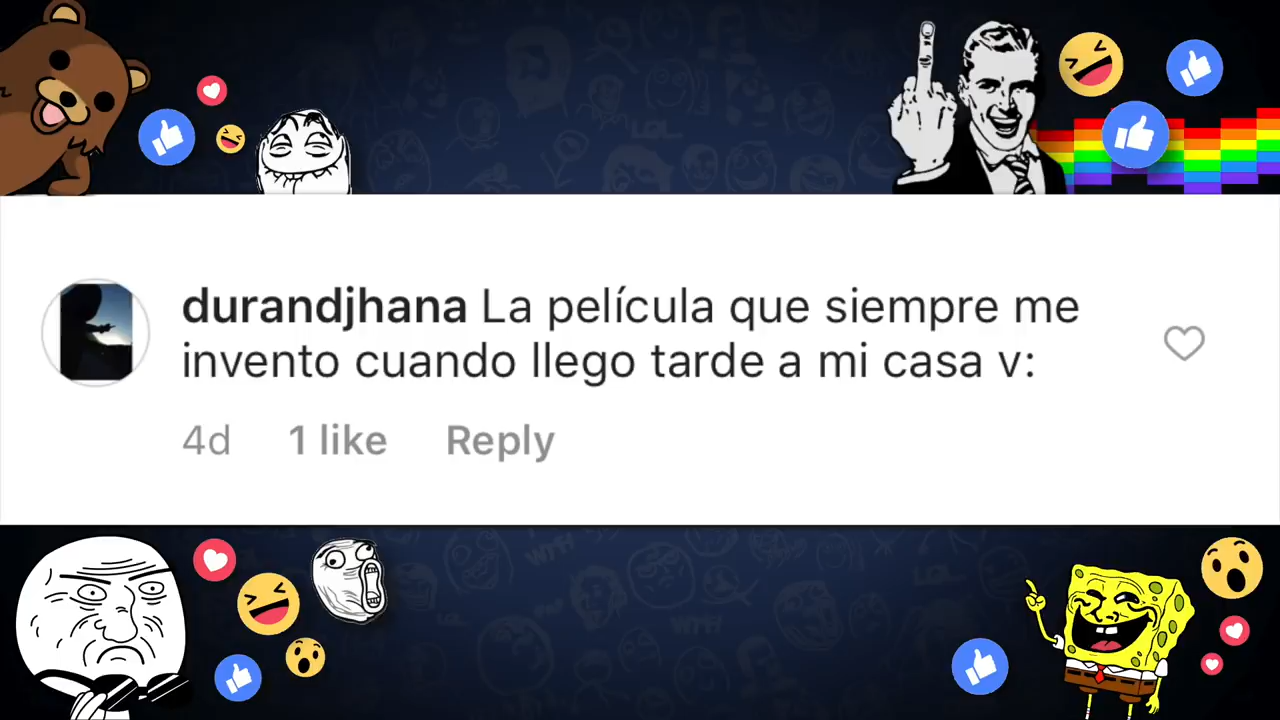 durandjhana La película que siempre me
invento cuando llego tarde a mi casa v:
4d 1 like Reply